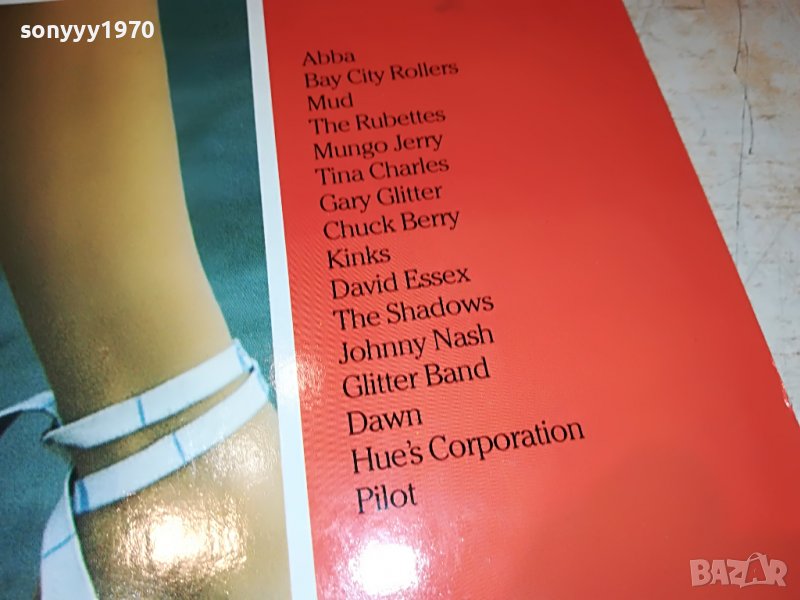 sonyyy1970
Abba
Bay City Rollers
Mud
The Rubettes
Mungo Jerry
Tina Charles
Gary Glitter
Chuck Berry
Kinks
David Essex
The Shadows
Johnny Nash
Glitter Band
Dawn
Hue's Corporation
Pilot
BAZAR